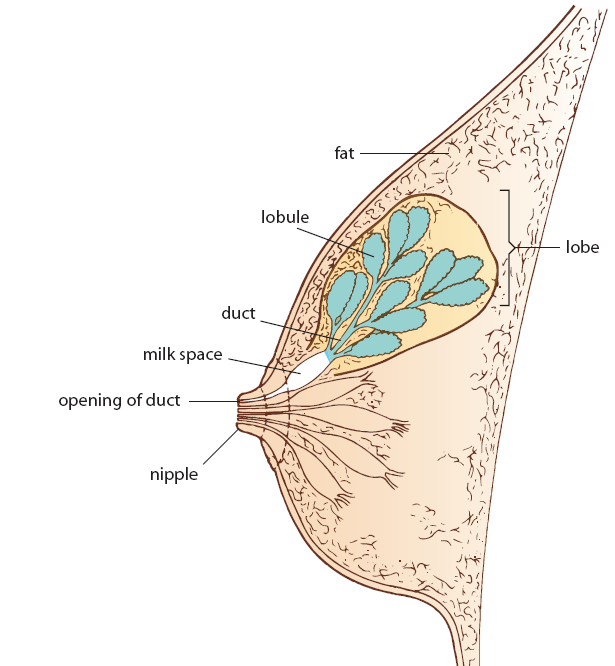 fat
lobule
lobe
duct
milk space
opening of duct
nipple